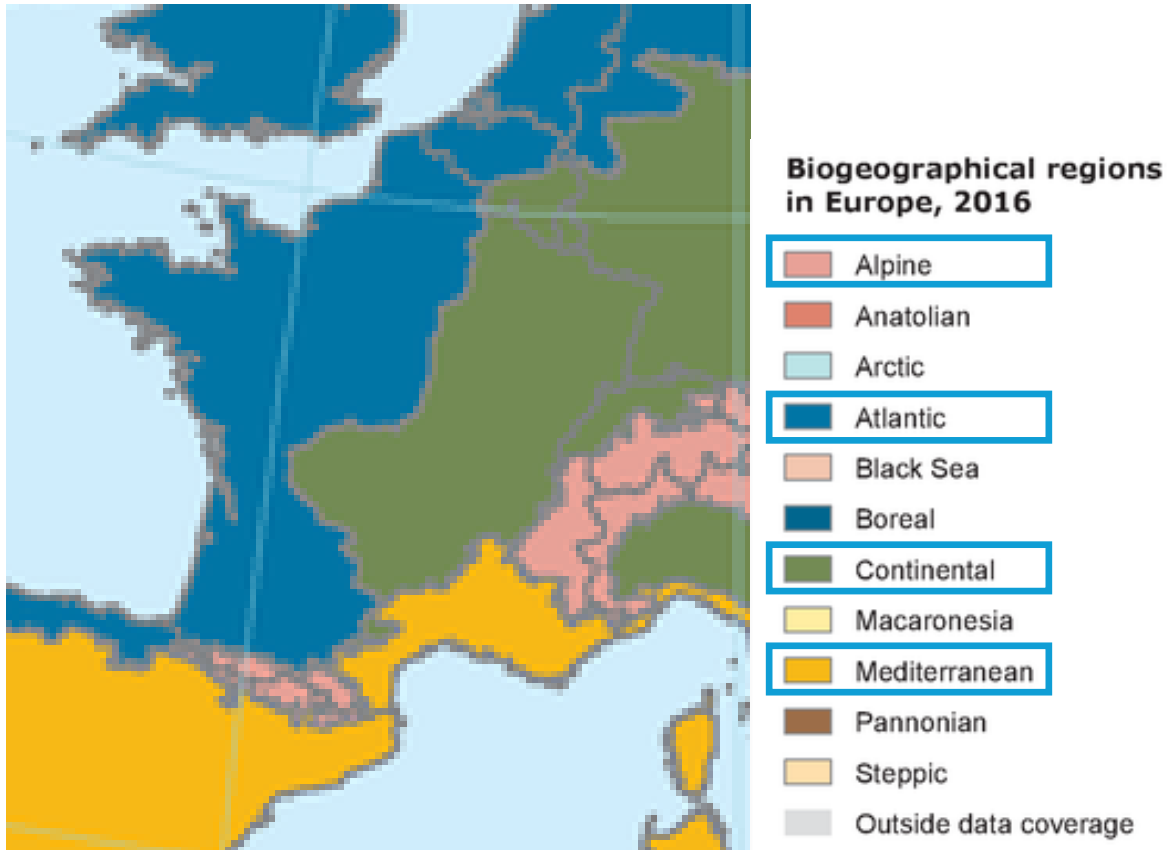 Biogeographical regions
in Europe, 2016
Alpine
Anatolian
Arctic
Atlantic
Black Sea
Boreal
Continental
Macaronesia
Mediterranean
Pannonian
Steppic
Outside data coverage